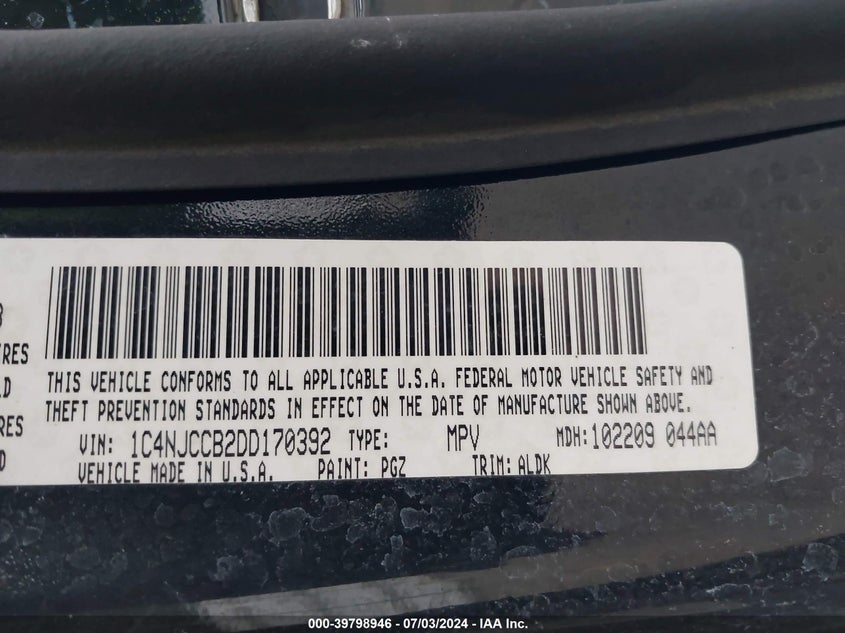 THIS VEHICLE CONFORMS TO ALL APPLICABLE U.S.A. FEDERAL MOTOR VEHICLE SAFETY AND
THEFT PREVENTION STANDARDS IN EFFECT ON THE DATE OF MANUFACTURE SHOWN ABOVE.
VIN: 1C4NJCCB2DD170392 TYPE: MPV MDH:102209 044AA
VEHICLE MADE IN U.S.A. PAINT: PGZ TRIM: ALDK
000-39798946 - 07/03/2024 - IAA Inc.